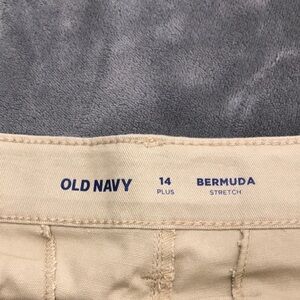 OLD NAVY
14
PLUS
BERMUDA
STRETCH